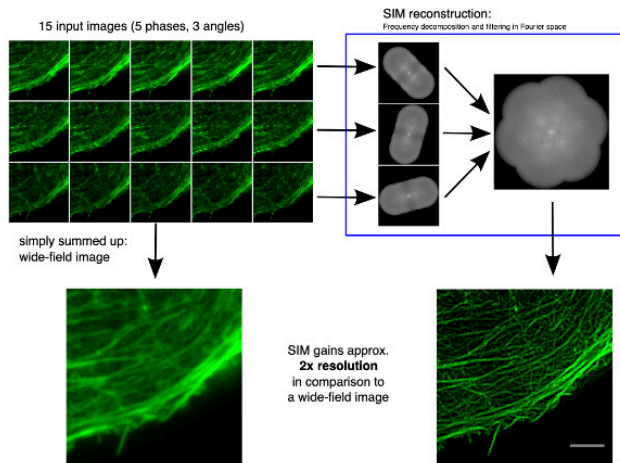 15 input images (5 phases, 3 angles)
SIM reconstruction:
Frequency decomposition and filtering in Fourier space
simply summed up:
wide-field image
SIM gains approx.
2x resolution
in comparison to
a wide-field image